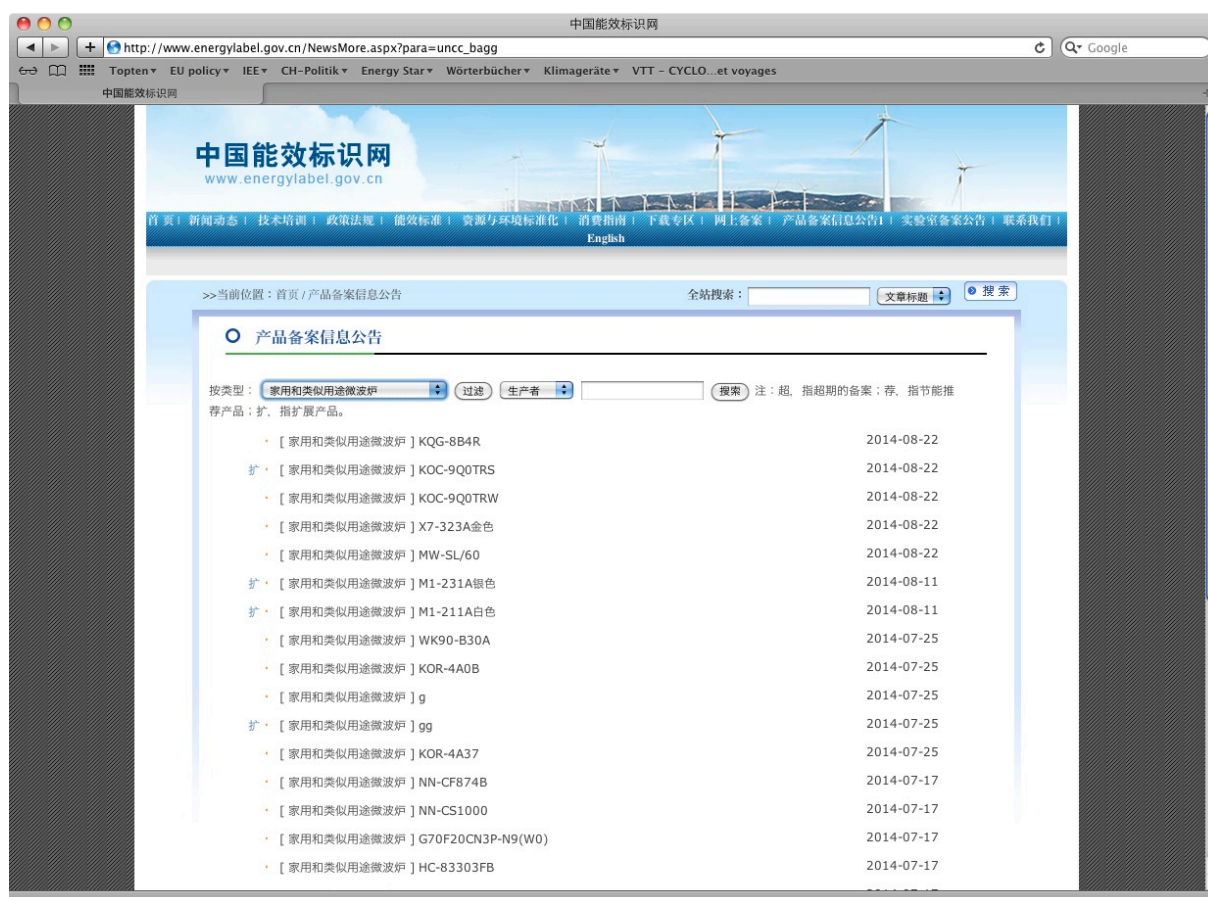 中国能效标识网
http://www.energylabel.gov.cn/NewsMore.aspx?para=uncc_bagg
Google
Topten EU policy IEE CH-Politik Energy Star Wörterbücher Klimageräte VTT – CYCLO...et voyages
中国能效标识网
中国能效标识网
www.energylabel.gov.cn
首 页 | 新闻动态 | 技术培训 | 政策法规 | 能效标准 | 资源与环境标准化 | 消费指南 | 下载专区 | 网上备案 | 产品备案信息公告1 | 实验室备案公告 | 联系我们 |
English
>>当前位置：首页 / 产品备案信息公告 全站搜索： 文章标题 搜 索
产品备案信息公告
按类型： 家用和类似用途微波炉 过滤 生产者 搜索 注：超，指超期的备案；荐，指节能推
荐产品；扩，指扩展产品。
· [ 家用和类似用途微波炉 ] KQG-8B4R 2014-08-22
扩 · [ 家用和类似用途微波炉 ] KOC-9Q0TRS 2014-08-22
· [ 家用和类似用途微波炉 ] KOC-9Q0TRW 2014-08-22
· [ 家用和类似用途微波炉 ] X7-323A金色 2014-08-22
· [ 家用和类似用途微波炉 ] MW-SL/60 2014-08-22
扩 · [ 家用和类似用途微波炉 ] M1-231A银色 2014-08-11
扩 · [ 家用和类似用途微波炉 ] M1-211A白色 2014-08-11
· [ 家用和类似用途微波炉 ] WK90-B30A 2014-07-25
· [ 家用和类似用途微波炉 ] KOR-4A0B 2014-07-25
· [ 家用和类似用途微波炉 ] g 2014-07-25
扩 · [ 家用和类似用途微波炉 ] gg 2014-07-25
· [ 家用和类似用途微波炉 ] KOR-4A37 2014-07-25
· [ 家用和类似用途微波炉 ] NN-CF874B 2014-07-17
· [ 家用和类似用途微波炉 ] NN-CS1000 2014-07-17
· [ 家用和类似用途微波炉 ] G70F20CN3P-N9(W0) 2014-07-17
· [ 家用和类似用途微波炉 ] HC-83303FB 2014-07-17